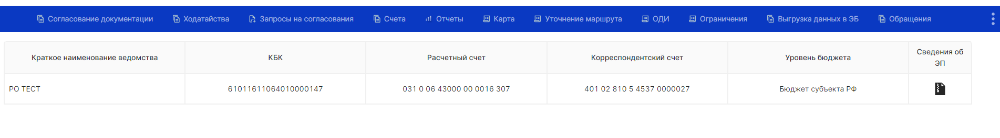 Согласование документации Ходатайства Запросы на согласования Счета Отчеты Карта Уточнение маршрута ОДИ Ограничения Выгрузка данных в ЭБ Обращения
Краткое наименование ведомства КБК Расчетный счет Корреспондентский счет Уровень бюджета Сведения об
ЭП
РО ТЕСТ 61011611064010000147 031 0 06 43000 00 0016 307 401 02 810 5 4537 0000027 Бюджет субъекта РФ